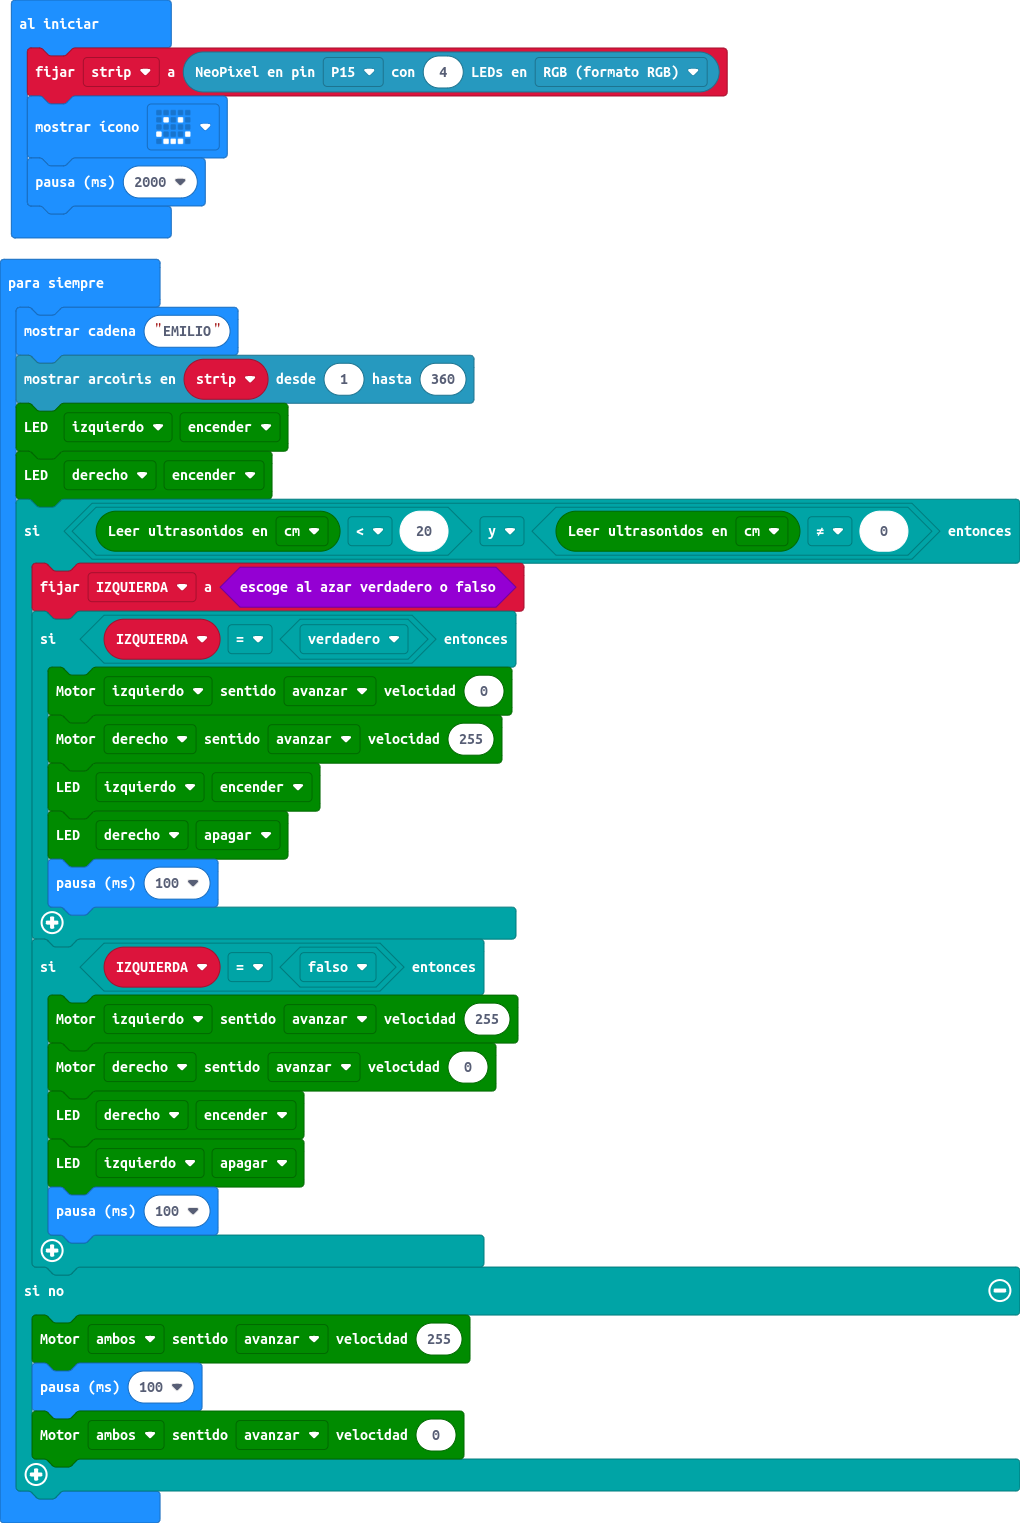 al iniciar
fijar strip a NeoPixel en pin P15 con 4 LEDs en RGB (formato RGB)
mostrar ícono
pausa (ms) 2000
para siempre
mostrar cadena "EMILIO"
mostrar arcoiris en strip desde 1 hasta 360
LED izquierdo encender
LED derecho encender
si Leer ultrasonidos en cm < 20 y Leer ultrasonidos en cm ≠ 0 entonces
fijar IZQUIERDA a escoge al azar verdadero o falso
si IZQUIERDA = verdadero entonces
Motor izquierdo sentido avanzar velocidad 0
Motor derecho sentido avanzar velocidad 255
LED izquierdo encender
LED derecho apagar
pausa (ms) 100
si IZQUIERDA = falso entonces
Motor izquierdo sentido avanzar velocidad 255
Motor derecho sentido avanzar velocidad 0
LED derecho encender
LED izquierdo apagar
pausa (ms) 100
si no
Motor ambos sentido avanzar velocidad 255
pausa (ms) 100
Motor ambos sentido avanzar velocidad 0